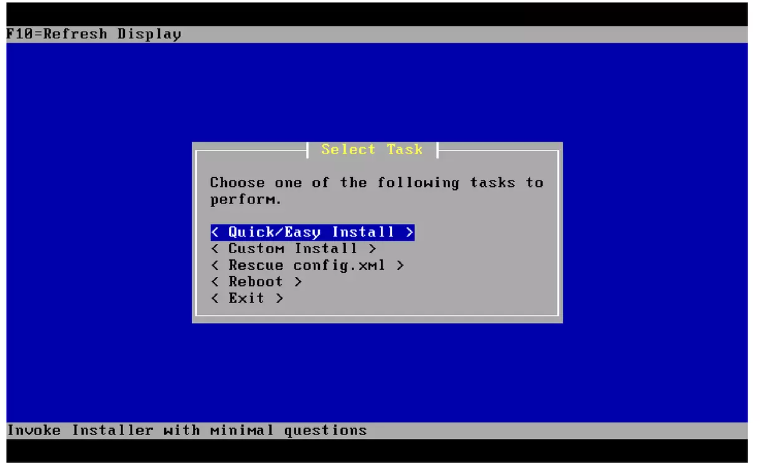 F10=Refresh Display
Select Task
Choose one of the following tasks to
perform.
< Quick/Easy Install >
< Custom Install >
< Rescue config.xml >
< Reboot >
< Exit >
Invoke Installer with minimal questions